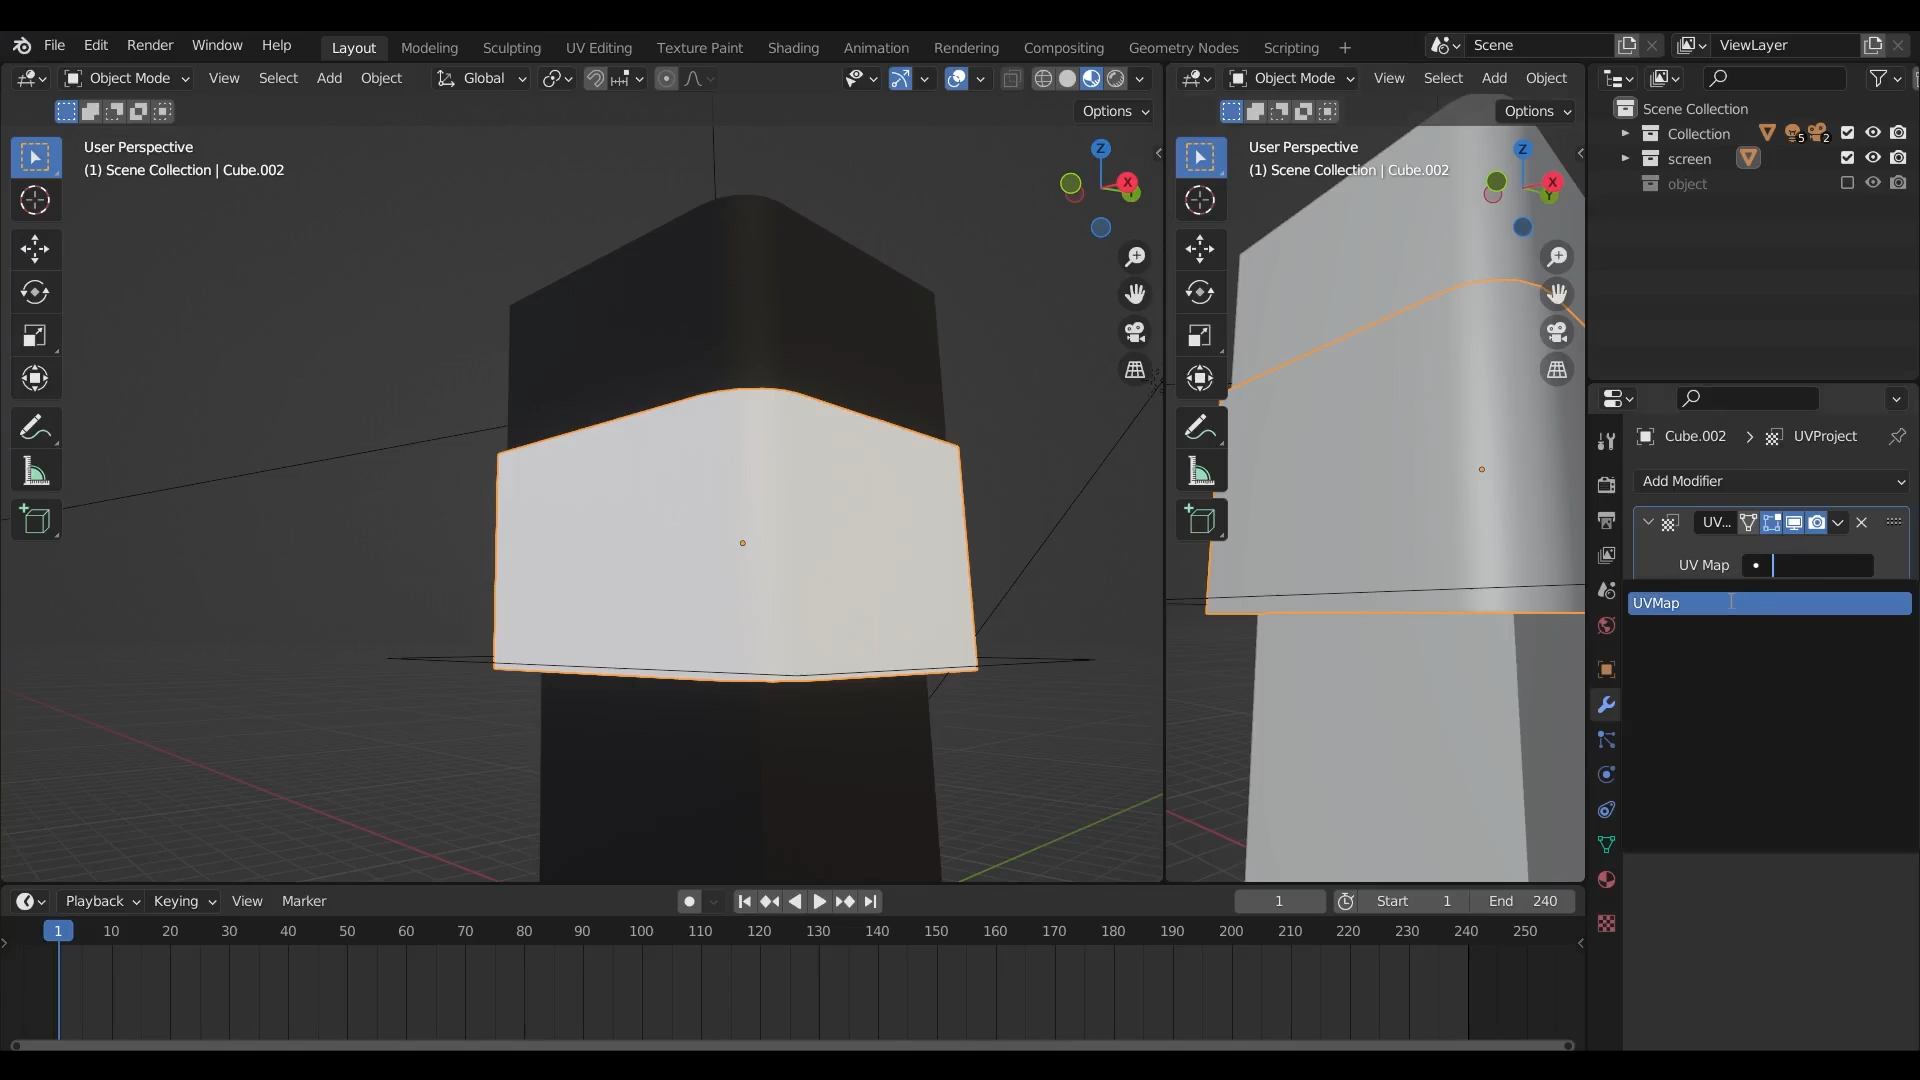 File Edit Render Window Help Layout Modeling Sculpting UV Editing Texture Paint Shading Animation Rendering Compositing Geometry Nodes Scripting + Scene ViewLayer
Object Mode View Select Add Object Global Object Mode View Select Add Object
Options Options
Scene Collection
Collection 5 2
screen
object
User Perspective
(1) Scene Collection | Cube.002
Z
X
Y
User Perspective
(1) Scene Collection | Cube.002
Z
X
Y
Cube.002 > UVProject
Add Modifier
UV...
UV Map
UVMap
Playback Keying View Marker 1 Start 1 End 240
1 10 20 30 40 50 60 70 80 90 100 110 120 130 140 150 160 170 180 190 200 210 220 230 240 250